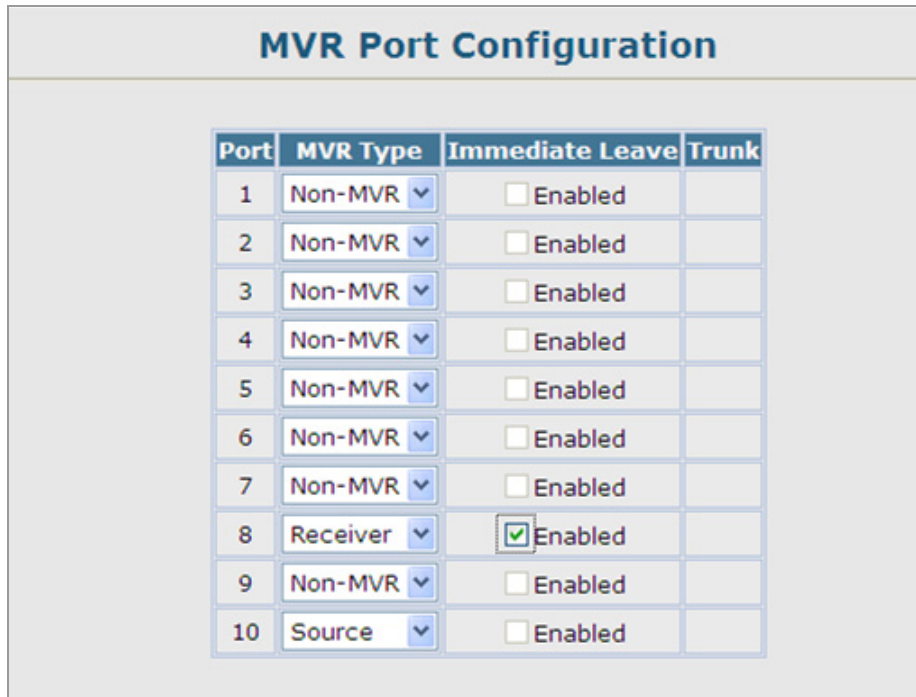 MVR Port Configuration
Port MVR Type Immediate Leave Trunk
1 Non-MVR Enabled
2 Non-MVR Enabled
3 Non-MVR Enabled
4 Non-MVR Enabled
5 Non-MVR Enabled
6 Non-MVR Enabled
7 Non-MVR Enabled
8 Receiver Enabled
9 Non-MVR Enabled
10 Source Enabled